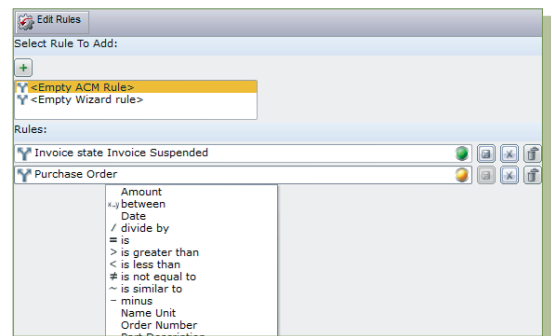 Edit Rules
Select Rule To Add:
+
<Empty ACM Rule>
<Empty Wizard rule>
Rules:
Invoice state Invoice Suspended
Purchase Order
Amount
x..y between
Date
/ divide by
= is
> is greater than
< is less than
≠ is not equal to
~ is similar to
− minus
Name Unit
Order Number
Part Description